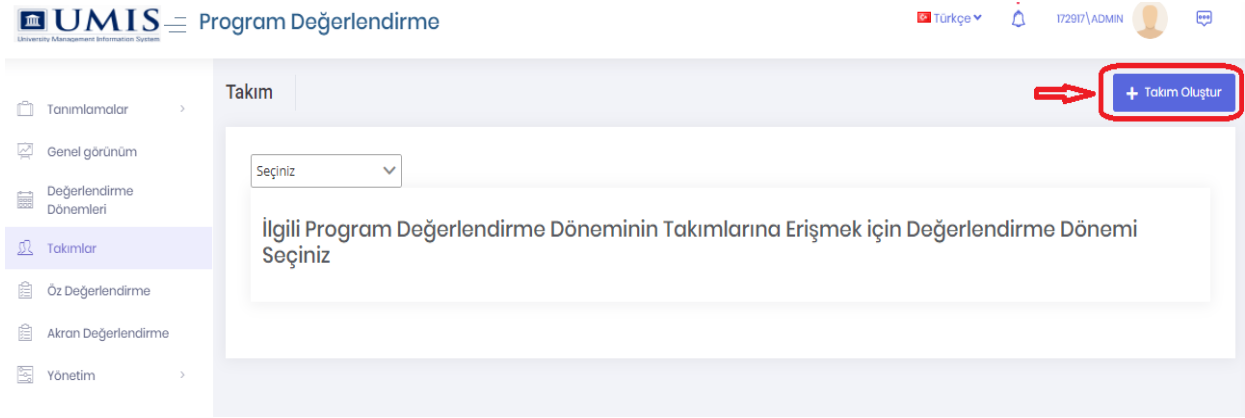 UMIS
University Management Information System
Program Değerlendirme
Türkçe
172917\ADMIN
Tanımlamalar
Genel görünüm
Değerlendirme
Dönemleri
Takımlar
Öz Değerlendirme
Akran Değerlendirme
Yönetim
Takım
+ Takım Oluştur
Seçiniz
İlgili Program Değerlendirme Döneminin Takımlarına Erişmek için Değerlendirme Dönemi
Seçiniz